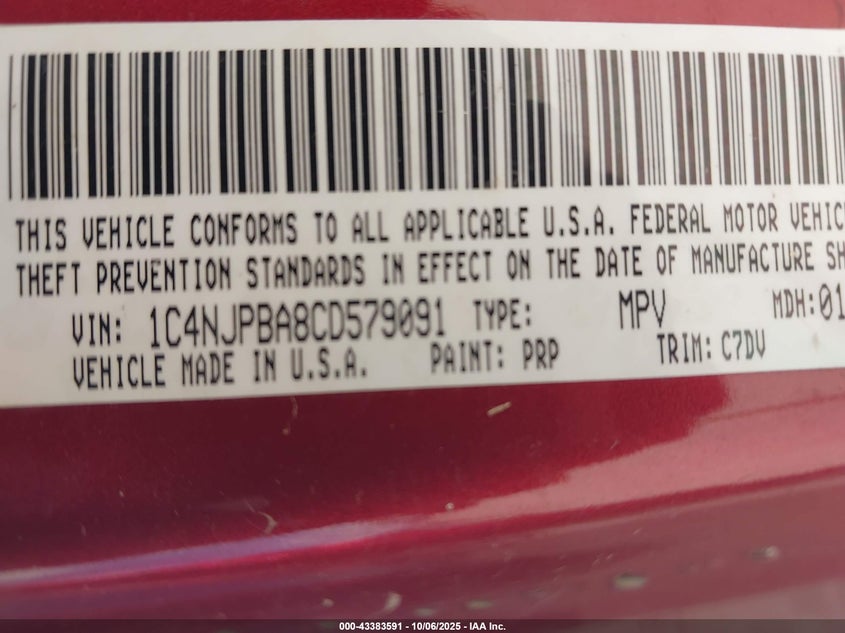 THIS VEHICLE CONFORMS TO ALL APPLICABLE U.S.A. FEDERAL MOTOR VEHIC
THEFT PREVENTION STANDARDS IN EFFECT ON THE DATE OF MANUFACTURE SH
VIN: 1C4NJPBA8CD579091 TYPE: MPV MDH:01
VEHICLE MADE IN U.S.A. PAINT: PRP TRIM: C7DV
000-43383591 - 10/06/2025 - IAA Inc.